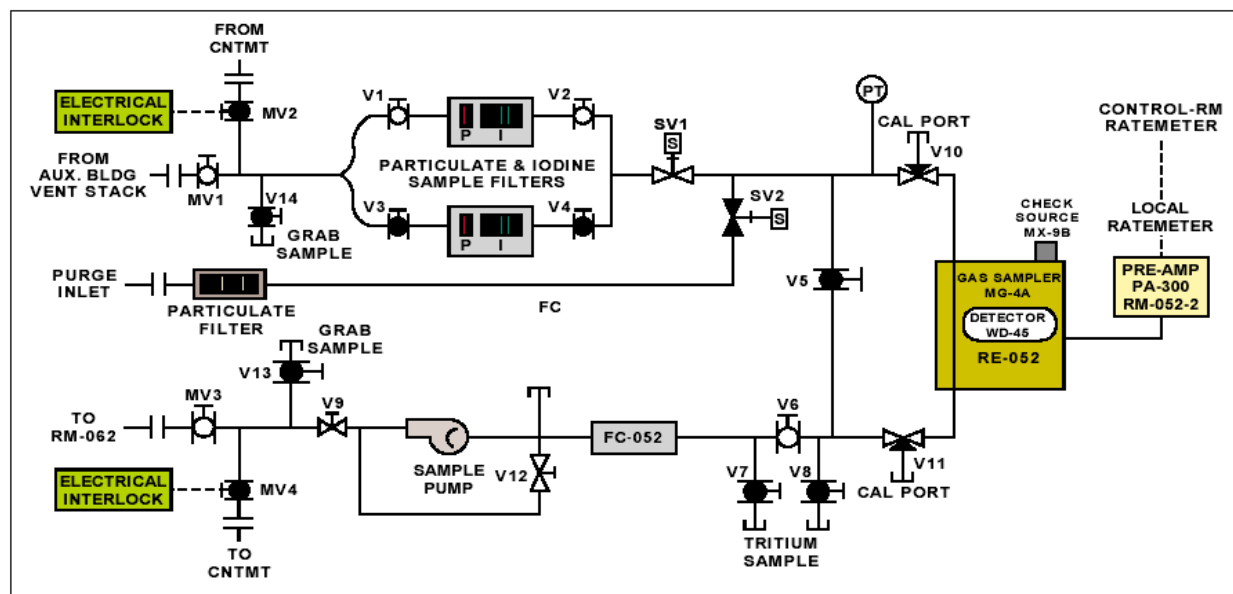 FROM
CNTMT
ELECTRICAL
INTERLOCK
MV2
FROM
AUX. BLDG
VENT STACK
MV1
V14
GRAB
SAMPLE
V1
V2
P
I
PARTICULATE & IODINE
SAMPLE FILTERS
V3
V4
P
I
SV1
S
SV2
S
PT
CAL PORT
V10
CONTROL-RM
RATEMETER
LOCAL
RATEMETER
CHECK
SOURCE
MX-9B
PRE-AMP
PA-300
RM-052-2
GAS SAMPLER
MG-4A
DETECTOR
WD-45
RE-052
PURGE
INLET
PARTICULATE
FILTER
FC
V5
GRAB
SAMPLE
V13
MV3
TO
RM-062
V9
SAMPLE
PUMP
V12
FC-052
V6
V7
V8
V11
CAL PORT
TRITIUM
SAMPLE
ELECTRICAL
INTERLOCK
MV4
TO
CNTMT